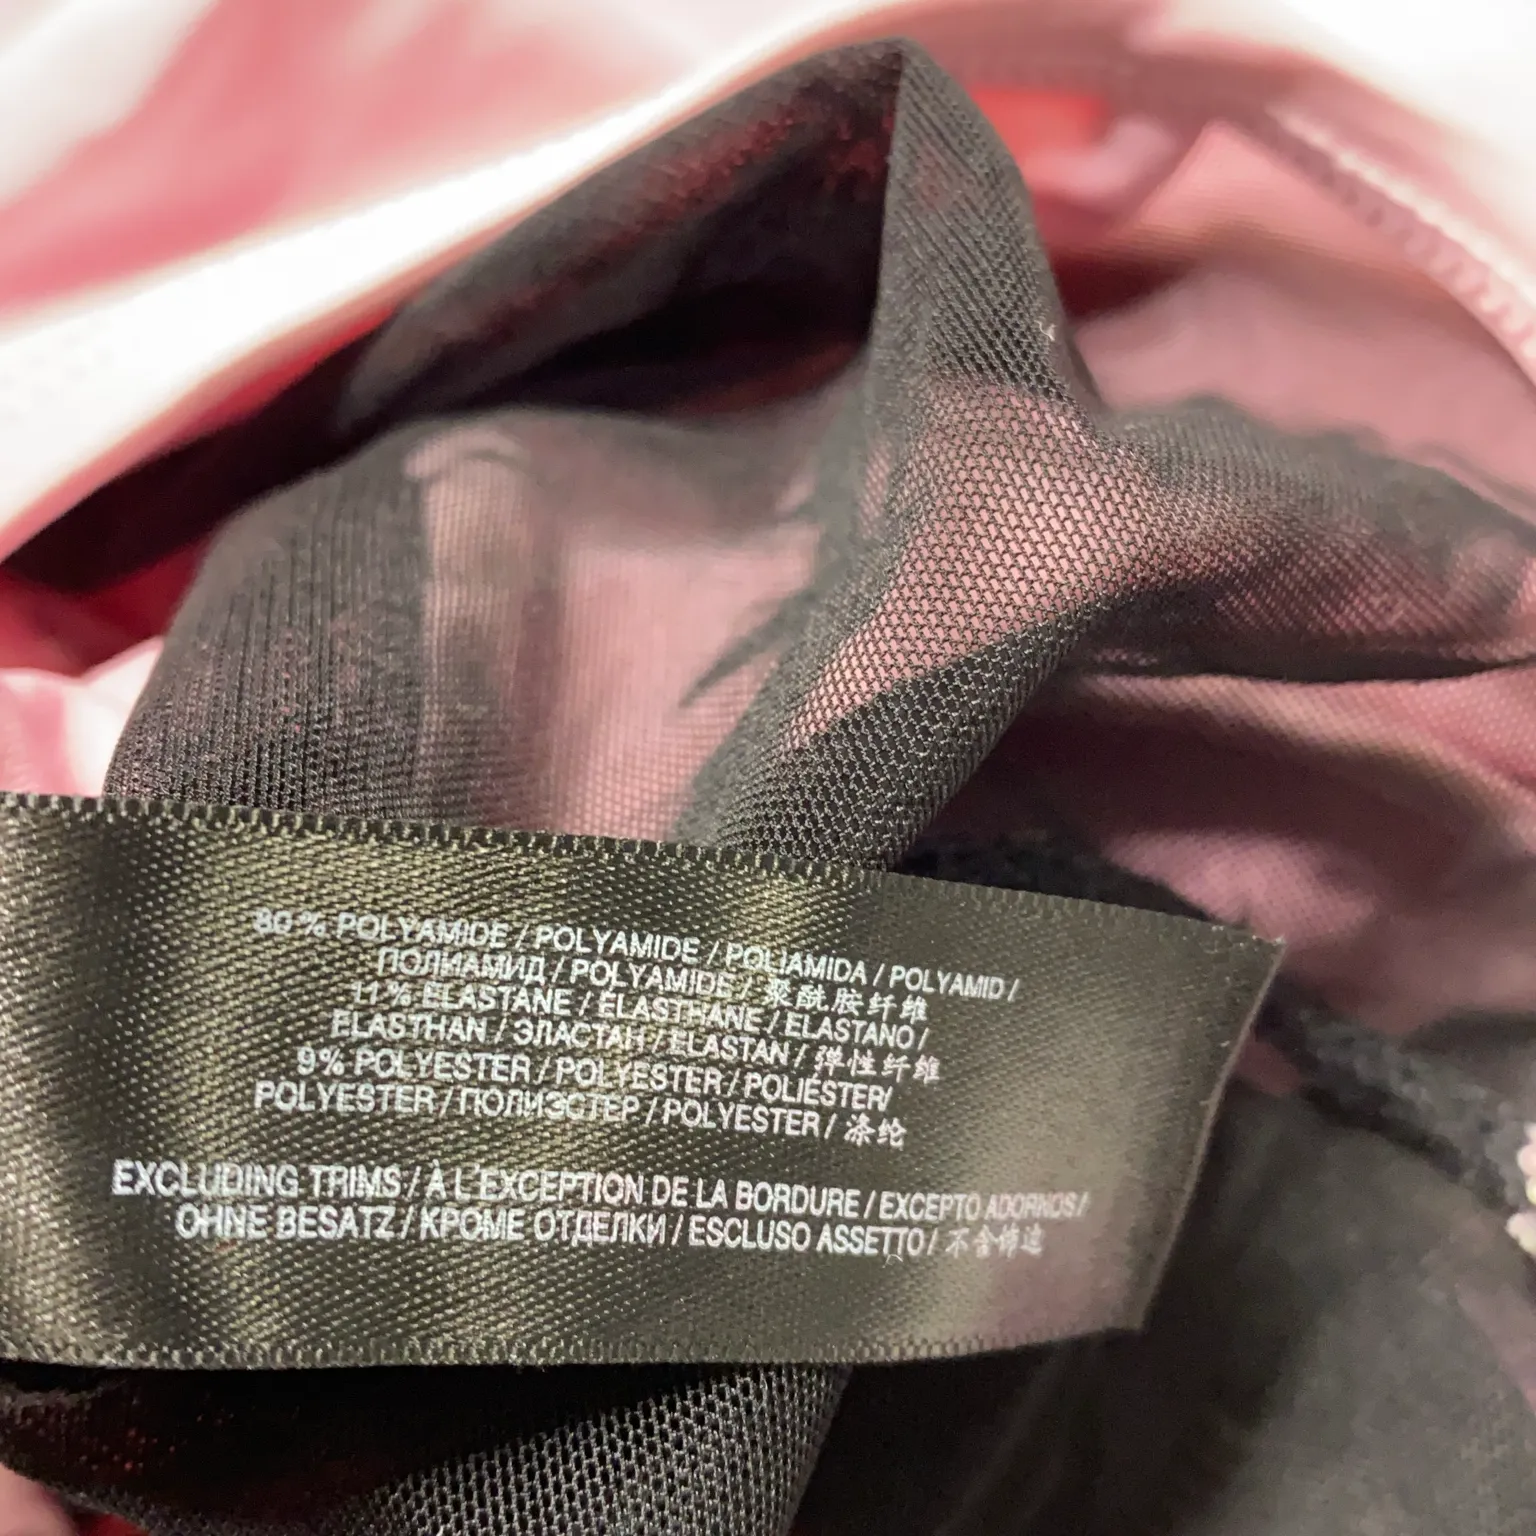 80 % POLYAMIDE / POLYAMIDE / POLIAMIDA / POLYAMID /
ПОЛИАМИД / POLYAMIDE / 聚酰胺纤维
11 % ELASTANE / ÉLASTHANE / ELASTANO /
ELASTHAN / ЭЛАСТАН / ELASTAN / 弹性纤维
9% POLYESTER / POLYESTER / POLIÉSTER/
POLYESTER / ПОЛИЭСТЕР / POLYESTER / 涤纶
EXCLUDING TRIMS / À L'EXCEPTION DE LA BORDURE / EXCEPTO ADORNOS/
OHNE BESATZ / КРОМЕ ОТДЕЛКИ / ESCLUSO ASSETTO / 不含饰边